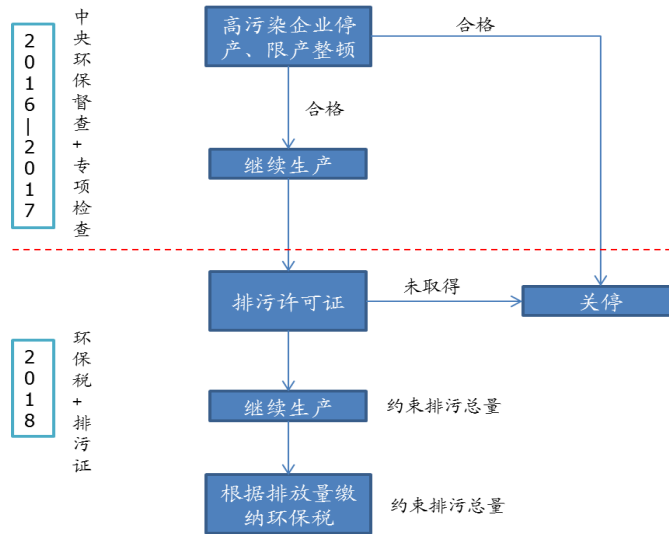 2016|2017
中央环保督查+专项检查
高污染企业停
产、限产整顿
合格
合格
继续生产
排污许可证
未取得
关停
2018
环保税+排污证
继续生产
约束排污总量
根据排放量缴
纳环保税
约束排污总量